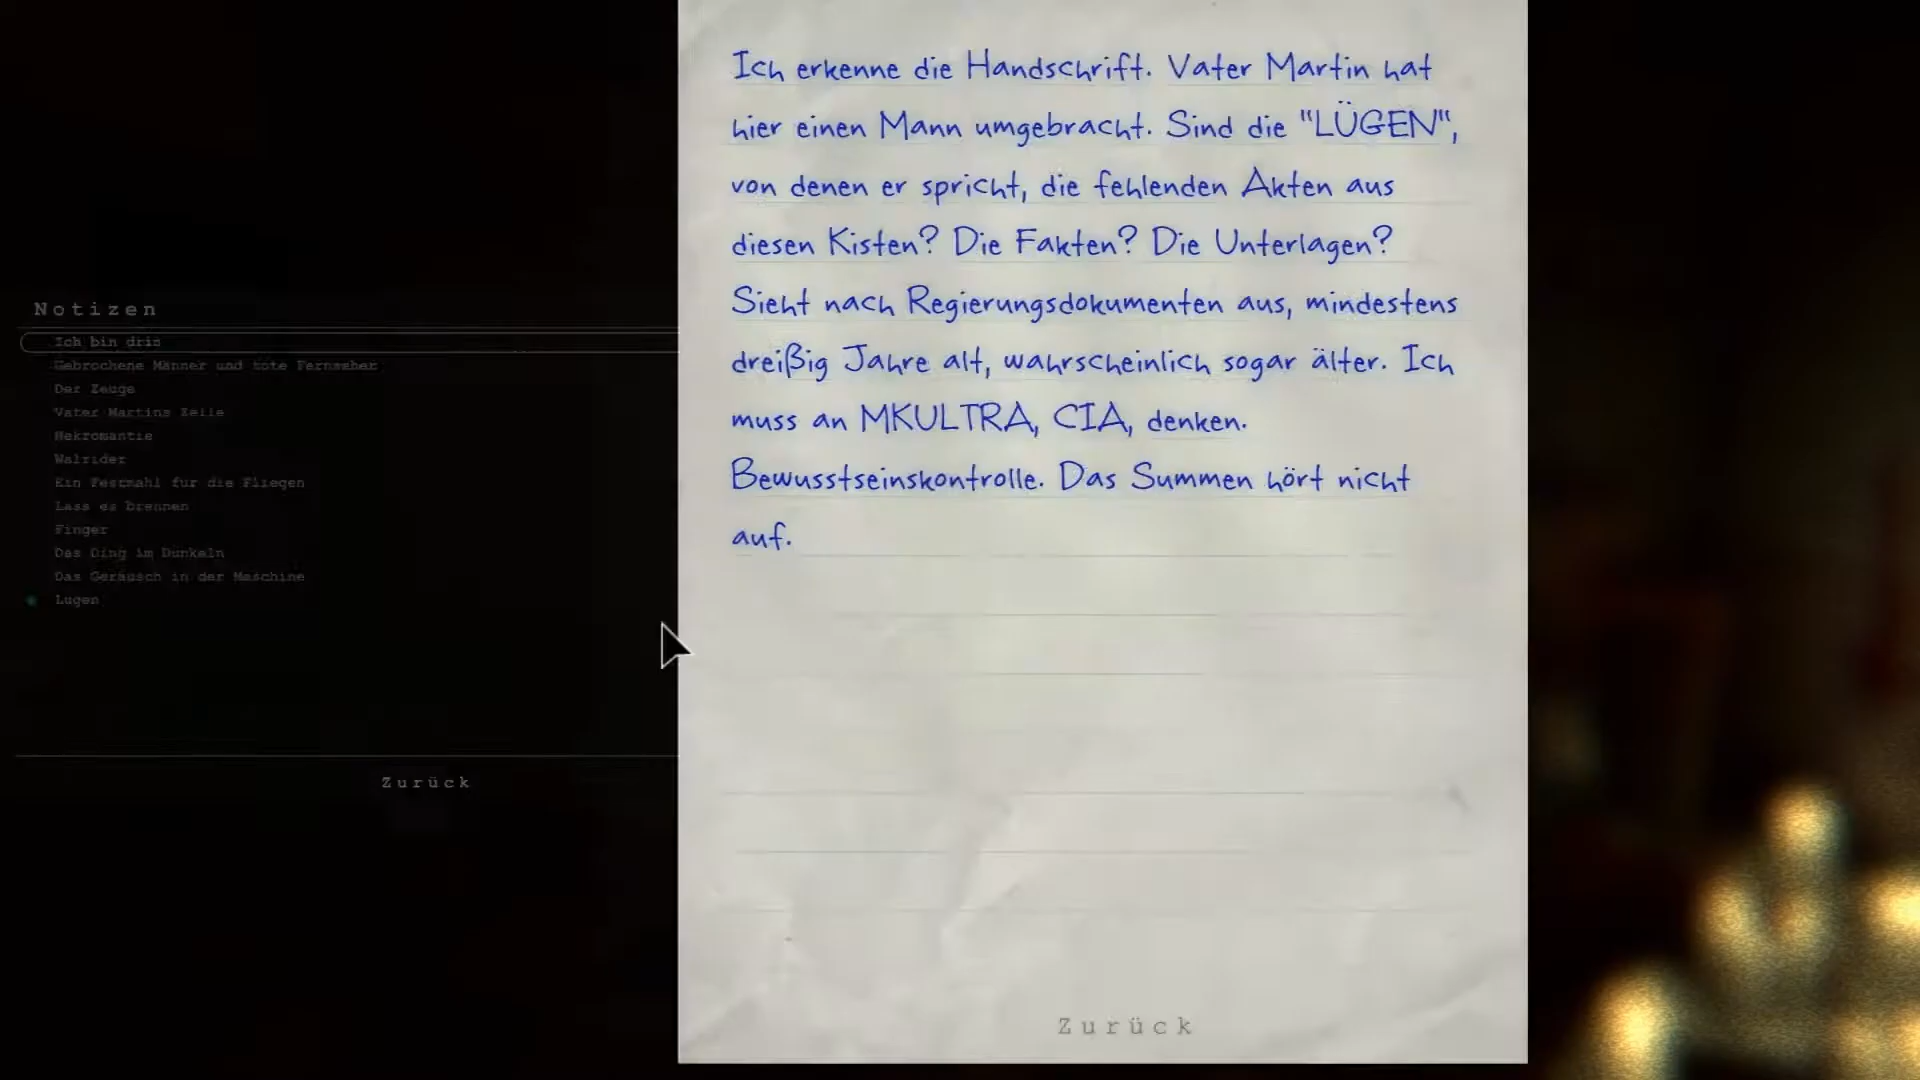 Notizen
Ich bin drin
Gebrochene Männer und tote Fernseher
Der Zeuge
Vater Martins Zelle
Nekromantie
Walrider
Ein Festmahl für die Fliegen
Lass es brennen
Finger
Das Ding im Dunkeln
Das Geräusch in der Maschine
Lügen
Zurück
Ich erkenne die Handschrift. Vater Martin hat
hier einen Mann umgebracht. Sind die "LÜGEN",
von denen er spricht, die fehlenden Akten aus
diesen Kisten? Die Fakten? Die Unterlagen?
Sieht nach Regierungsdokumenten aus, mindestens
dreißig Jahre alt, wahrscheinlich sogar älter. Ich
muss an MKULTRA, CIA, denken.
Bewusstseinskontrolle. Das Summen hört nicht
auf.
Zurück